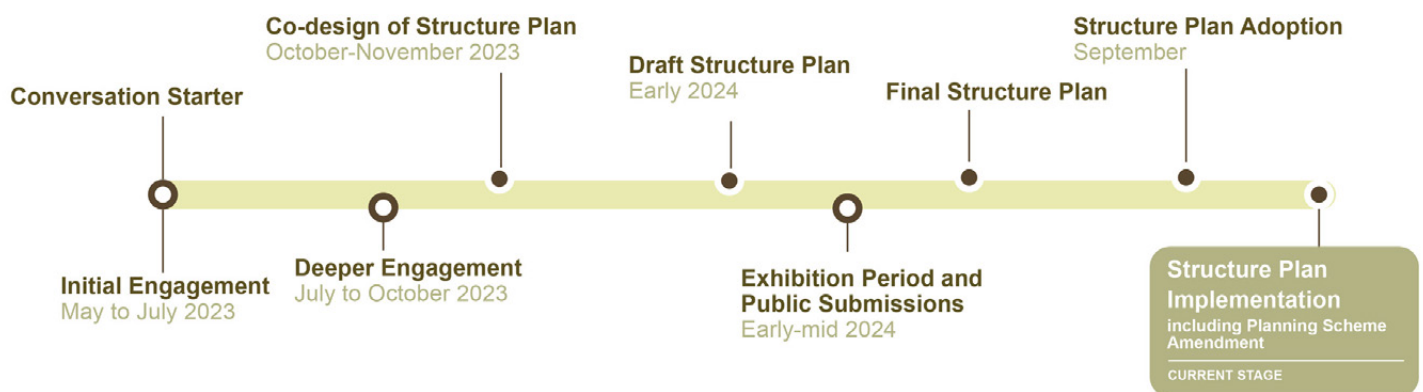 Conversation Starter
Initial Engagement
May to July 2023
Deeper Engagement
July to October 2023
Co-design of Structure Plan
October-November 2023
Draft Structure Plan
Early 2024
Exhibition Period and
Public Submissions
Early-mid 2024
Final Structure Plan
Structure Plan Adoption
September
Structure Plan
Implementation
including Planning Scheme
Amendment
CURRENT STAGE